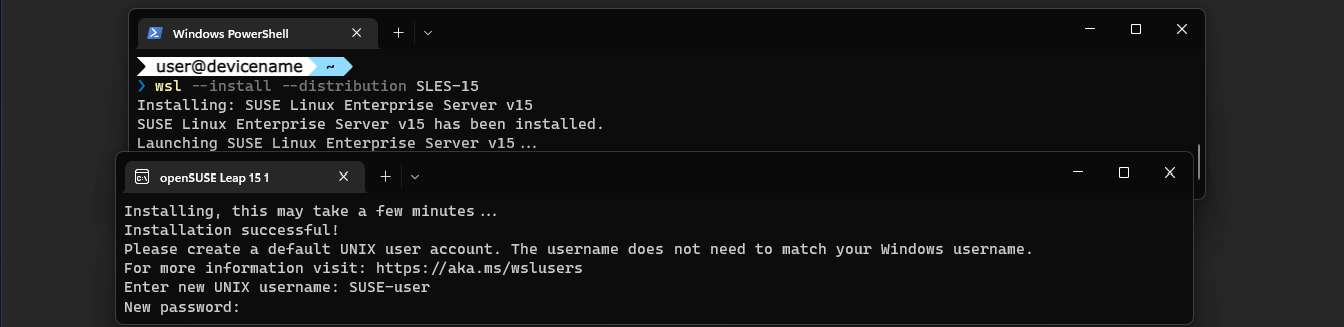 Windows PowerShell
user@devicename ~
❯ wsl --install --distribution SLES-15
Installing: SUSE Linux Enterprise Server v15
SUSE Linux Enterprise Server v15 has been installed.
Launching SUSE Linux Enterprise Server v15...
openSUSE Leap 15 1
Installing, this may take a few minutes...
Installation successful!
Please create a default UNIX user account. The username does not need to match your Windows username.
For more information visit: https://aka.ms/wslusers
Enter new UNIX username: SUSE-user
New password: